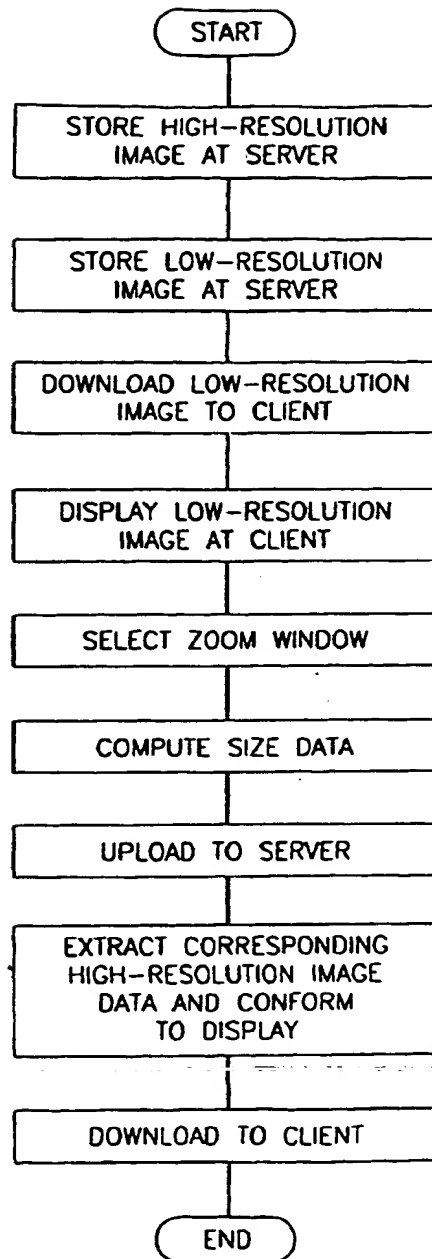 START
STORE HIGH-RESOLUTION
IMAGE AT SERVER
STORE LOW-RESOLUTION
IMAGE AT SERVER
DOWNLOAD LOW-RESOLUTION
IMAGE TO CLIENT
DISPLAY LOW-RESOLUTION
IMAGE AT CLIENT
SELECT ZOOM WINDOW
COMPUTE SIZE DATA
UPLOAD TO SERVER
EXTRACT CORRESPONDING
HIGH-RESOLUTION IMAGE
DATA AND CONFORM
TO DISPLAY
DOWNLOAD TO CLIENT
END